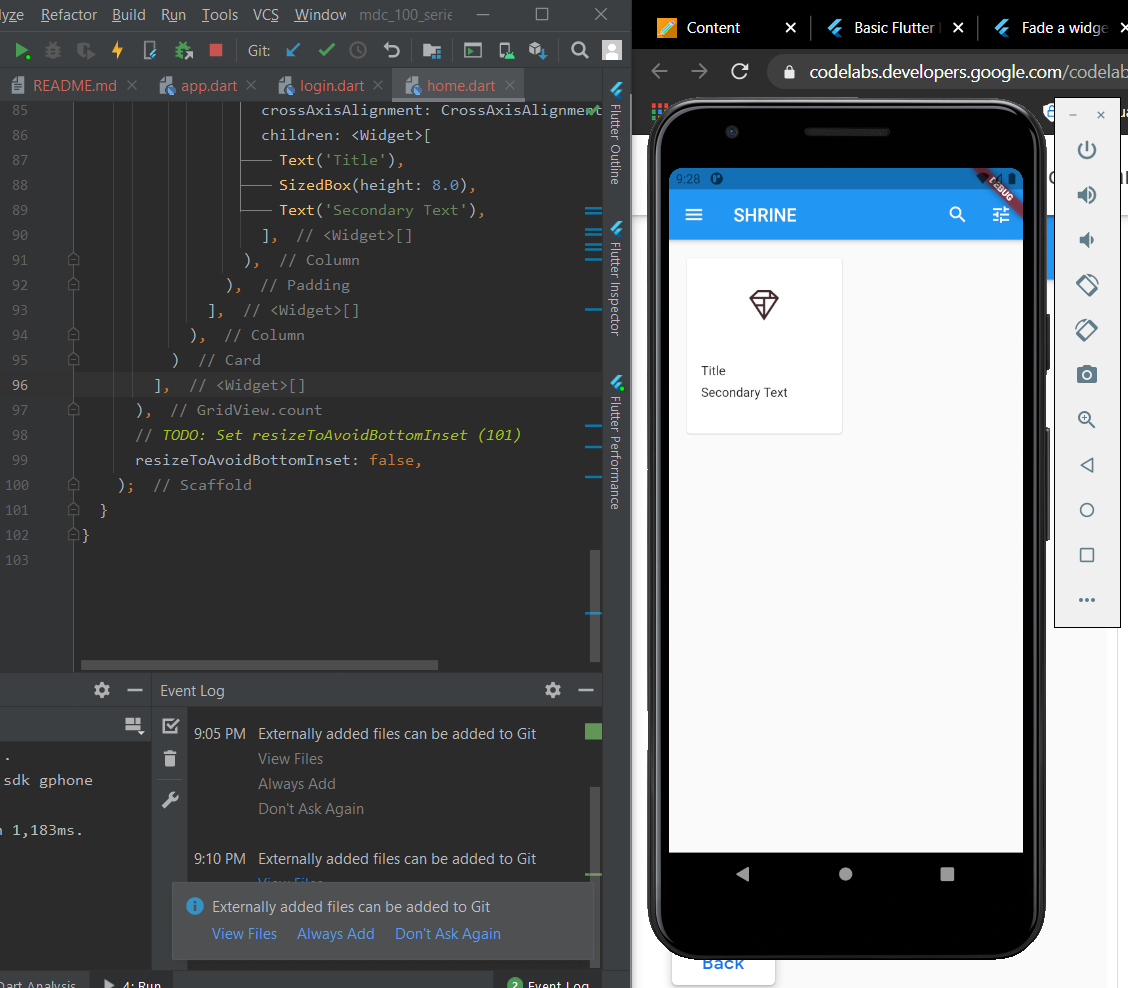 Refactor Build Run Tools VCS Window mdc_100_serie
Git:
README.md app.dart login.dart home.dart
85 crossAxisAlignment: CrossAxisAlignment
86 children: <Widget>[
87 Text('Title'),
88 SizedBox(height: 8.0),
89 Text('Secondary Text'),
90 ], // <Widget>[]
91 ), // Column
92 ), // Padding
93 ], // <Widget>[]
94 ), // Column
95 ) // Card
96 ], // <Widget>[]
97 ), // GridView.count
98 // TODO: Set resizeToAvoidBottomInset (101)
99 resizeToAvoidBottomInset: false,
100 ); // Scaffold
101 }
102 }
103
Flutter Outline
Flutter Inspector
Flutter Performance
Event Log
9:05 PM Externally added files can be added to Git
View Files
Always Add
Don't Ask Again
9:10 PM Externally added files can be added to Git
View Files
.
sdk gphone
1,183ms.
Externally added files can be added to Git
View Files Always Add Don't Ask Again
Dart Analysis 4: Run 2 Event Log
Content Basic Flutter Fade a widge
codelabs.developers.google.com/codelab
9:28
DEBUG
SHRINE
Title
Secondary Text
Back